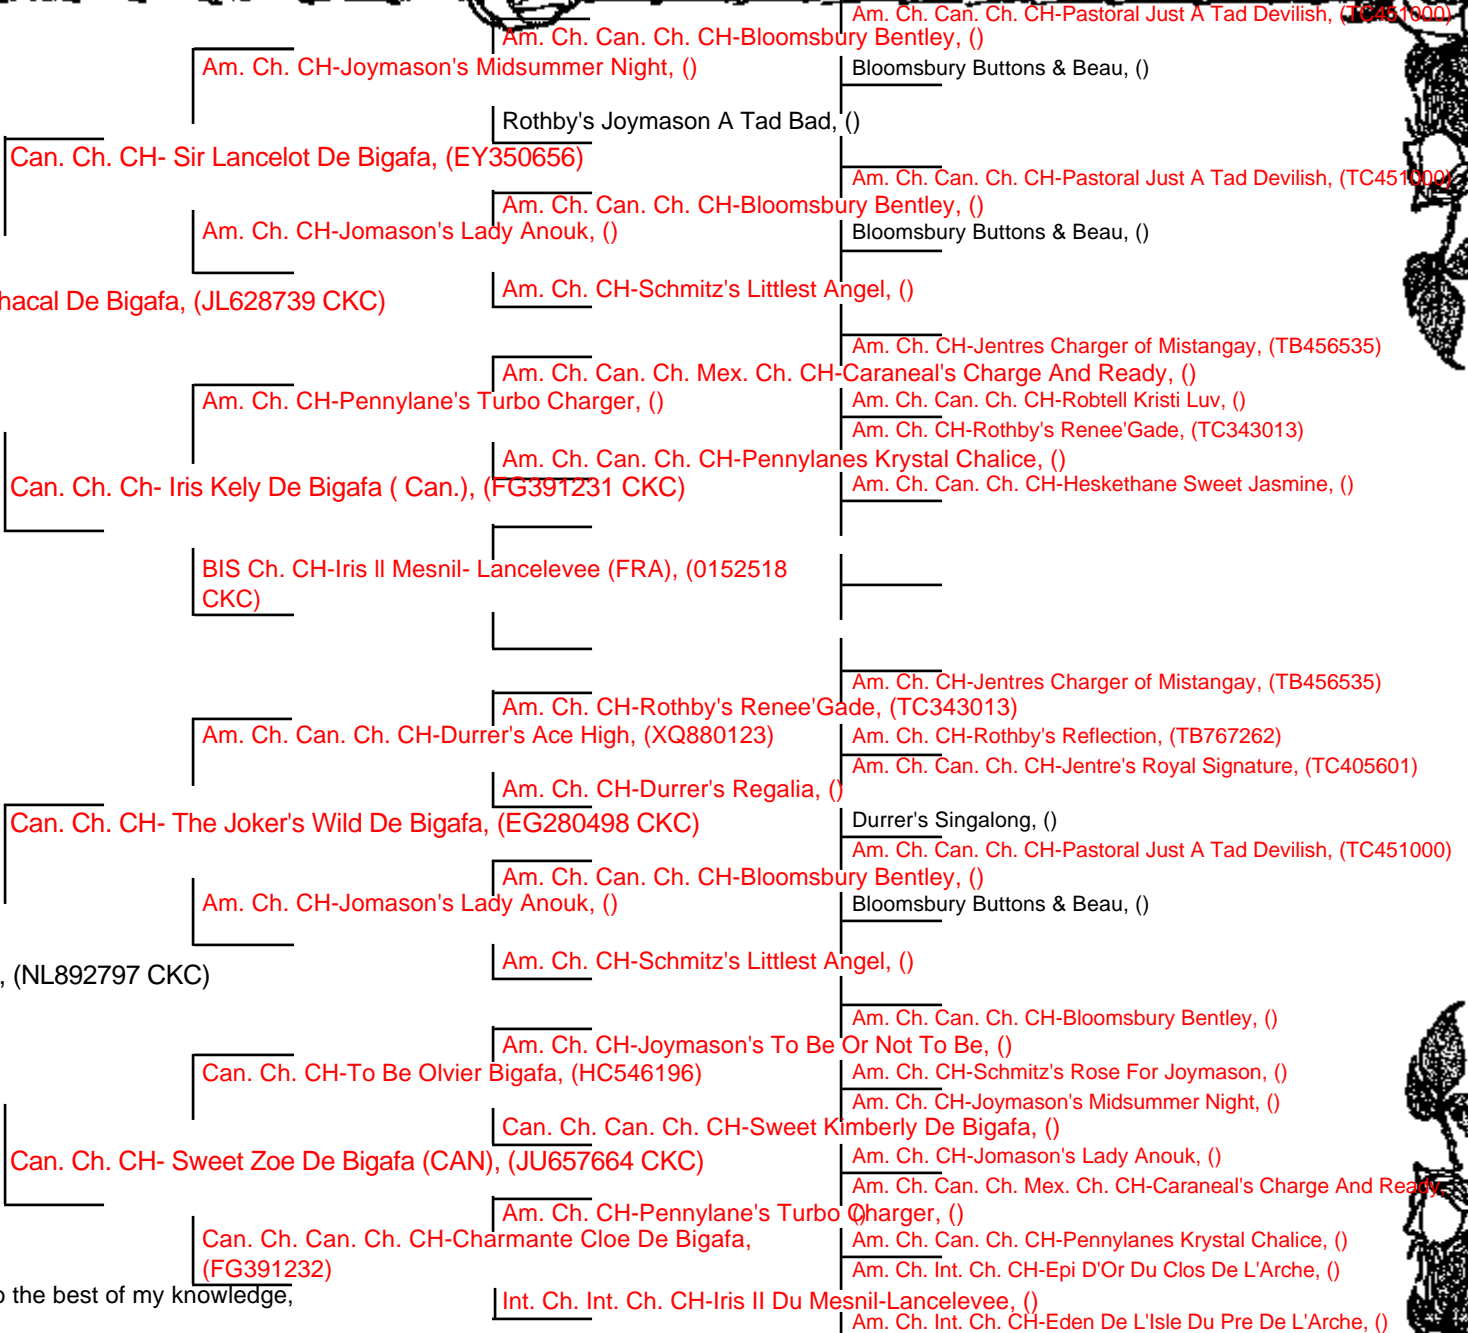 Am. Ch. Can. Ch. CH-Pastoral Just A Tad Devilish, (TC451000)
Am. Ch. Can. Ch. CH-Bloomsbury Bentley, ()
Am. Ch. CH-Joymason's Midsummer Night, ()
Bloomsbury Buttons & Beau, ()
Rothby's Joymason A Tad Bad, ()
Can. Ch. CH- Sir Lancelot De Bigafa, (EY350656)
Am. Ch. Can. Ch. CH-Pastoral Just A Tad Devilish, (TC451000)
Am. Ch. Can. Ch. CH-Bloomsbury Bentley, ()
Am. Ch. CH-Jomason's Lady Anouk, ()
Bloomsbury Buttons & Beau, ()
Am. Ch. CH-Schmitz's Littlest Angel, ()
hacal De Bigafa, (JL628739 CKC)
Am. Ch. CH-Jentres Charger of Mistangay, (TB456535)
Am. Ch. Can. Ch. Mex. Ch. CH-Caraneal's Charge And Ready, ()
Am. Ch. CH-Pennylane's Turbo Charger, ()
Am. Ch. Can. Ch. CH-Robtell Kristi Luv, ()
Am. Ch. CH-Rothby's Renee'Gade, (TC343013)
Am. Ch. Can. Ch. CH-Pennylanes Krystal Chalice, ()
Can. Ch. Ch- Iris Kely De Bigafa ( Can.), (FG391231 CKC)
Am. Ch. Can. Ch. CH-Heskethane Sweet Jasmine, ()
BIS Ch. CH-Iris ll Mesnil- Lancelevee (FRA), (0152518
CKC)
Am. Ch. CH-Jentres Charger of Mistangay, (TB456535)
Am. Ch. CH-Rothby's Renee'Gade, (TC343013)
Am. Ch. Can. Ch. CH-Durrer's Ace High, (XQ880123)
Am. Ch. CH-Rothby's Reflection, (TB767262)
Am. Ch. Can. Ch. CH-Jentre's Royal Signature, (TC405601)
Am. Ch. CH-Durrer's Regalia, ()
Can. Ch. CH- The Joker's Wild De Bigafa, (EG280498 CKC)
Durrer's Singalong, ()
Am. Ch. Can. Ch. CH-Pastoral Just A Tad Devilish, (TC451000)
Am. Ch. Can. Ch. CH-Bloomsbury Bentley, ()
Am. Ch. CH-Jomason's Lady Anouk, ()
Bloomsbury Buttons & Beau, ()
Am. Ch. CH-Schmitz's Littlest Angel, ()
, (NL892797 CKC)
Am. Ch. Can. Ch. CH-Bloomsbury Bentley, ()
Am. Ch. CH-Joymason's To Be Or Not To Be, ()
Can. Ch. CH-To Be Olvier Bigafa, (HC546196)
Am. Ch. CH-Schmitz's Rose For Joymason, ()
Am. Ch. CH-Joymason's Midsummer Night, ()
Can. Ch. Can. Ch. CH-Sweet Kimberly De Bigafa, ()
Can. Ch. CH- Sweet Zoe De Bigafa (CAN), (JU657664 CKC)
Am. Ch. CH-Jomason's Lady Anouk, ()
Am. Ch. Can. Ch. Mex. Ch. CH-Caraneal's Charge And Ready,
()
Am. Ch. CH-Pennylane's Turbo Charger, ()
Can. Ch. Can. Ch. CH-Charmante Cloe De Bigafa,
(FG391232)
Am. Ch. Can. Ch. CH-Pennylanes Krystal Chalice, ()
Am. Ch. Int. Ch. CH-Epi D'Or Du Clos De L'Arche, ()
o the best of my knowledge,
Int. Ch. Int. Ch. CH-Iris II Du Mesnil-Lancelevee, ()
Am. Ch. Int. Ch. CH-Eden De L'Isle Du Pre De L'Arche, ()